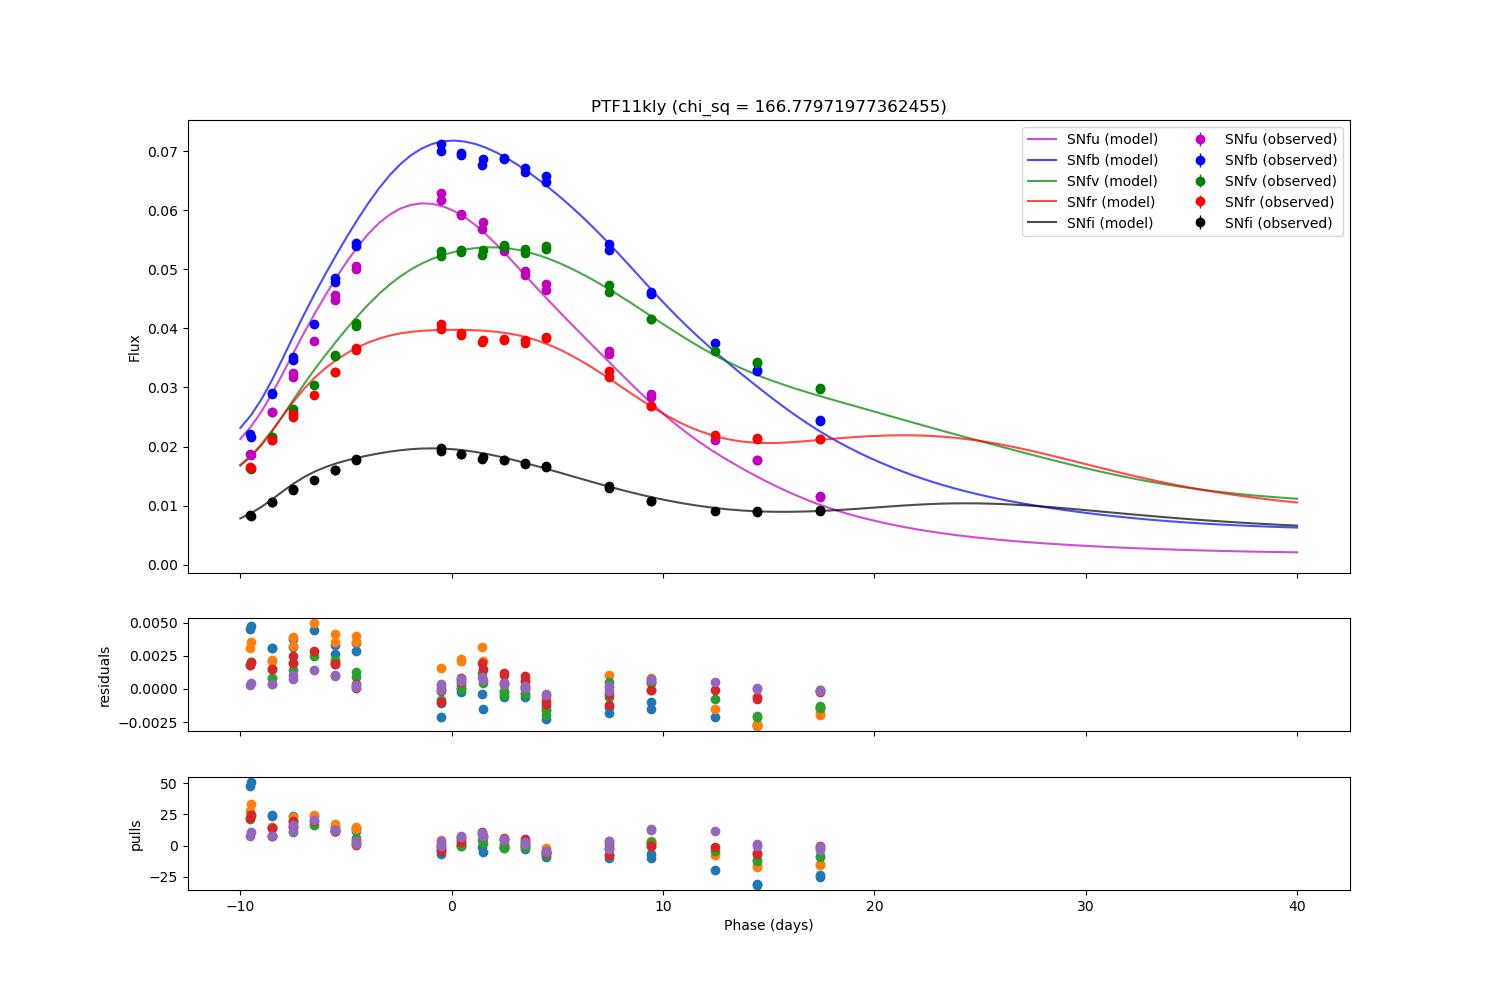 PTF11kly (chi_sq = 166.77971977362455)
SNfu (model)
SNfb (model)
SNfv (model)
SNfr (model)
SNfi (model)
SNfu (observed)
SNfb (observed)
SNfv (observed)
SNfr (observed)
SNfi (observed)
Flux
0.07
0.06
0.05
0.04
0.03
0.02
0.01
0.00
residuals
0.0050
0.0025
0.0000
−0.0025
pulls
50
25
0
−25
−10
0
10
20
30
40
Phase (days)